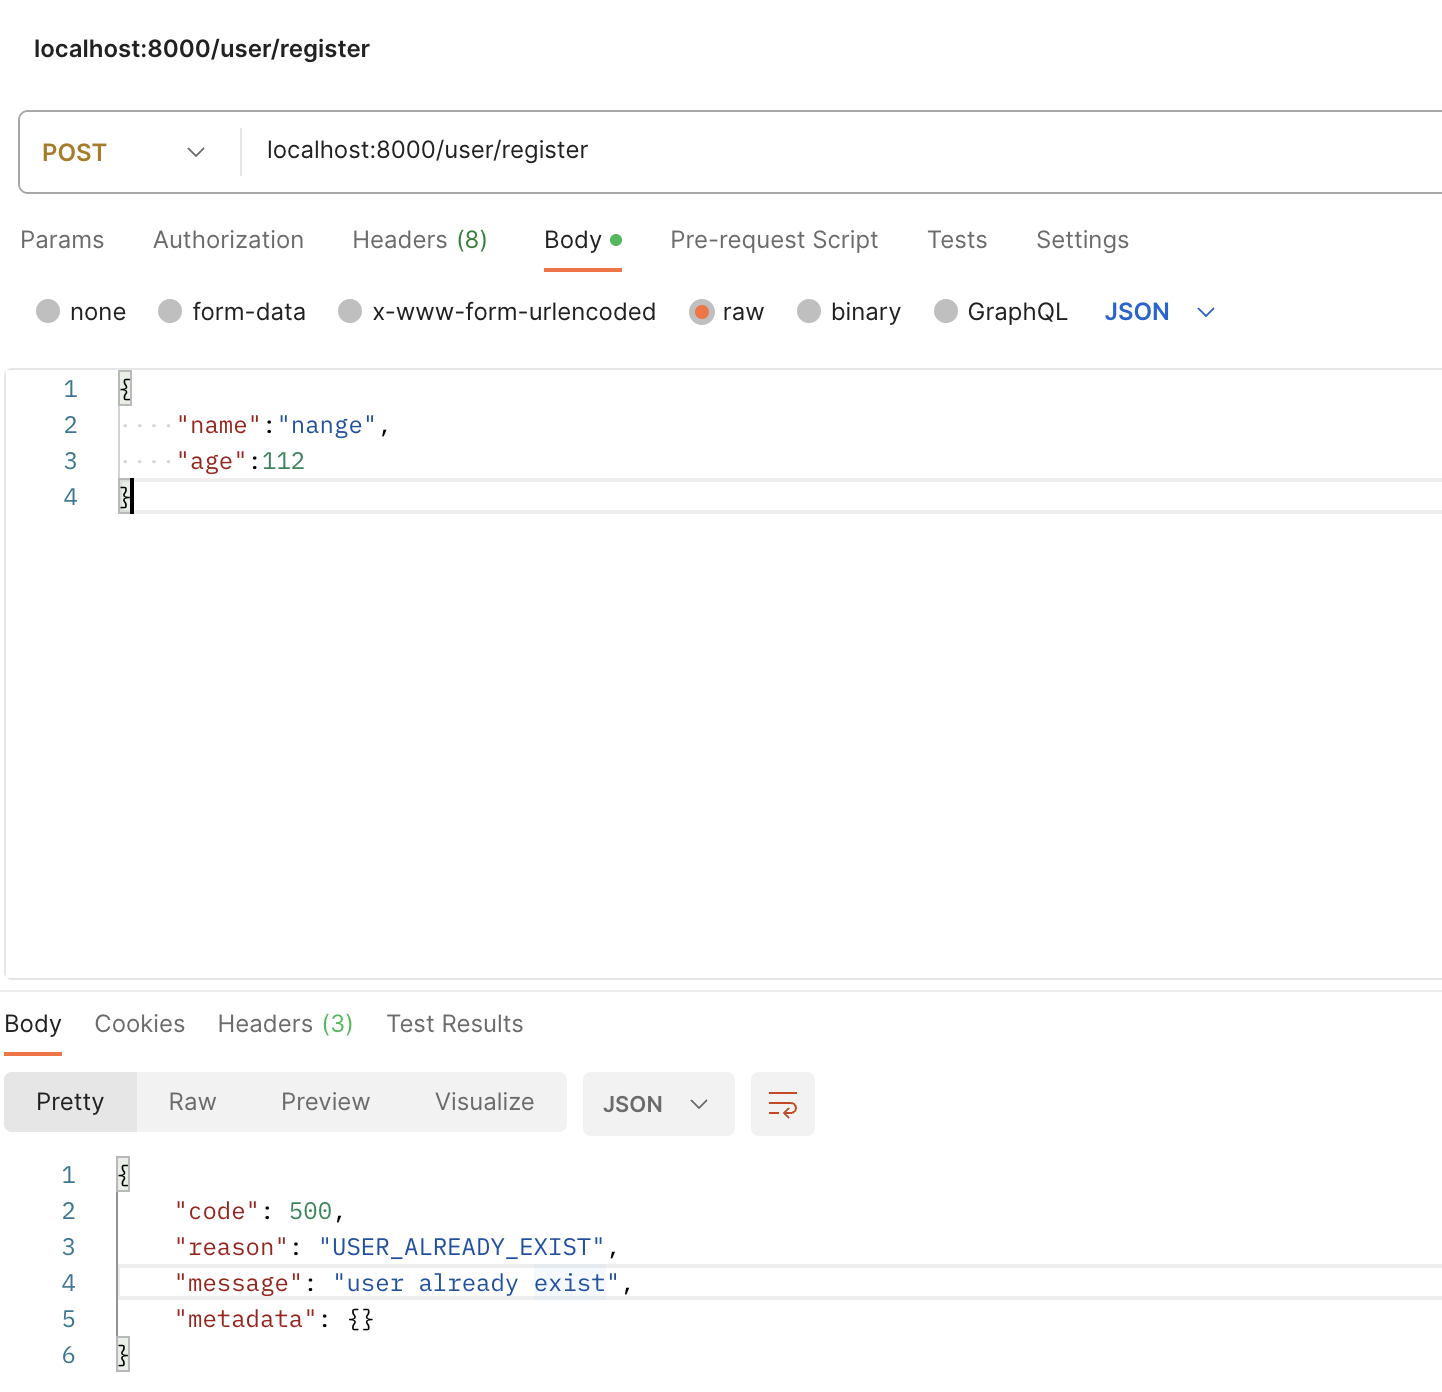 localhost:8000/user/register
POST localhost:8000/user/register
Params Authorization Headers (8) Body Pre-request Script Tests Settings
none form-data x-www-form-urlencoded raw binary GraphQL JSON
1 {
2 "name":"nange",
3 "age":112
4 }
Body Cookies Headers (3) Test Results
Pretty Raw Preview Visualize JSON
1 {
2 "code": 500,
3 "reason": "USER_ALREADY_EXIST",
4 "message": "user already exist",
5 "metadata": {}
6 }